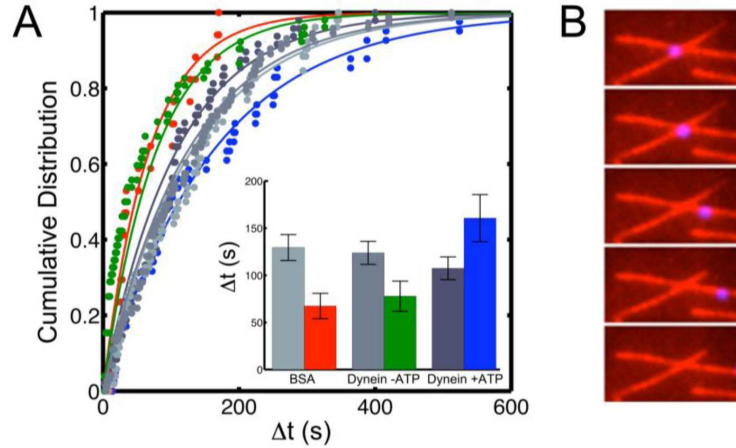 A
B
Cumulative Distribution
1
0.8
0.6
0.4
0.2
0
0
200
400
600
Δt (s)
Δt (s)
200
150
100
50
0
BSA
Dynein -ATP
Dynein +ATP